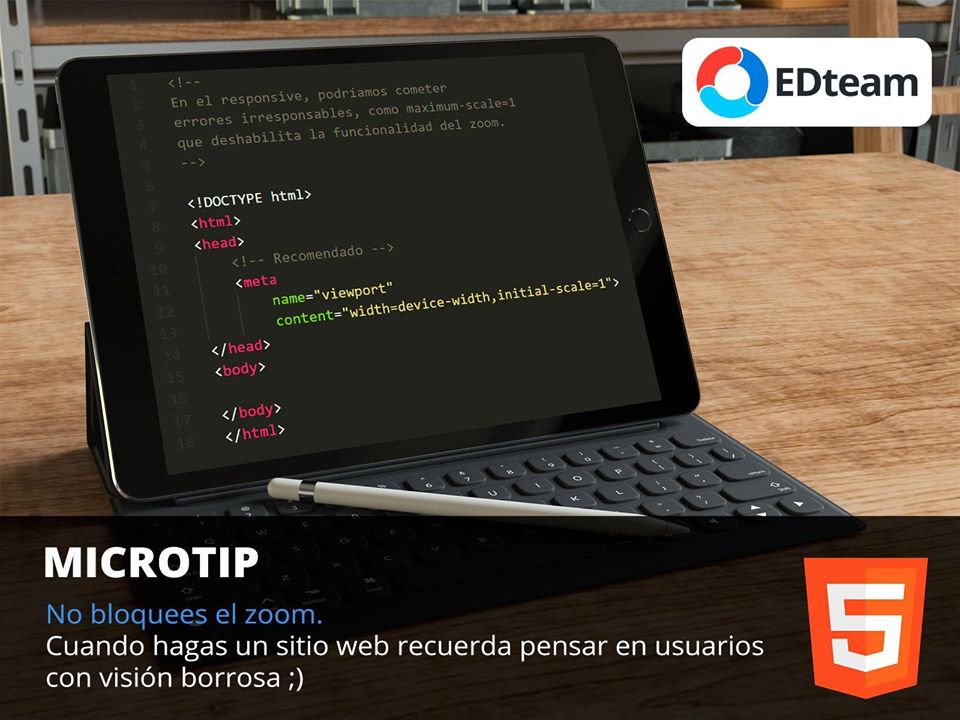 EDteam
1 <!--
2 En el responsive, podríamos cometer
3 errores irresponsables, como maximum-scale=1
4 que deshabilita la funcionalidad del zoom.
5 -->
6
7 <!DOCTYPE html>
8 <html>
9 <head>
10 <!-- Recomendado -->
11 <meta
12 name="viewport"
13 content="width=device-width,initial-scale=1">
14 </head>
15 <body>
16
17 </body>
18 </html>
MICROTIP
No bloquees el zoom.
Cuando hagas un sitio web recuerda pensar en usuarios
con visión borrosa ;)
5